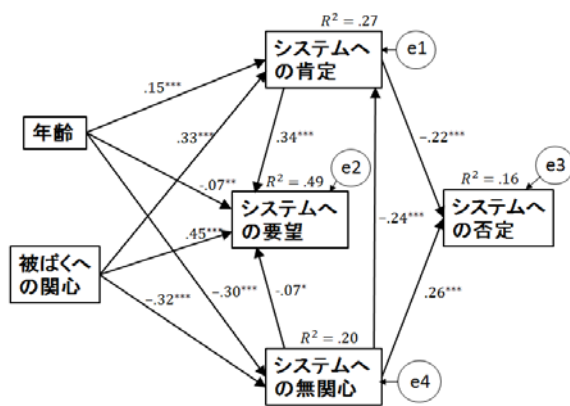 R² = .27
システムへ
の肯定
e1
.15***
.33***
年齢
.34***
-.22***
-.07**
R² = .49
e2
e3
R² = .16
システムへ
の要望
システムへ
の否定
.45***
-.24***
被ばくへ
の関心
-.32***
-.30***
-.07*
.26***
R² = .20
システムへ
の無関心
e4